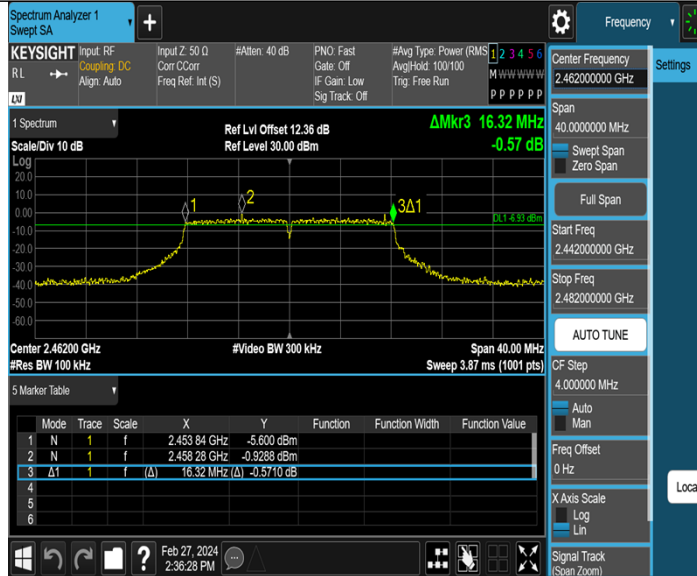 Spectrum Analyzer 1
Swept SA
+
Frequency
KEYSIGHT
RL
LXI
Input: RF
Coupling: DC
Align: Auto
Input Z: 50 Ω
Corr CCorr
Freq Ref: Int (S)
#Atten: 40 dB
PNO: Fast
Gate: Off
IF Gain: Low
Sig Track: Off
#Avg Type: Power (RMS
Avg|Hold: 100/100
Trig: Free Run
1 2 3 4 5 6
M W W W W W
P P P P P P
1 Spectrum
Scale/Div 10 dB
Ref Lvl Offset 12.36 dB
Ref Level 30.00 dBm
ΔMkr3 16.32 MHz
-0.57 dB
Log
20.0
10.0
0.00
-10.0
-20.0
-30.0
-40.0
-50.0
-60.0
1
2
3Δ1
DL1 -6.93 dBm
Center 2.46200 GHz
#Video BW 300 kHz
Span 40.00 MHz
#Res BW 100 kHz
Sweep 3.87 ms (1001 pts)
5 Marker Table
Mode Trace Scale X Y Function Function Width Function Value
1 N 1 f 2.453 84 GHz -5.600 dBm
2 N 1 f 2.458 28 GHz -0.9288 dBm
3 Δ1 1 f (Δ) 16.32 MHz (Δ) -0.5710 dB
4
5
6
?
Feb 27, 2024
2:36:28 PM
Center Frequency
2.462000000 GHz
Span
40.0000000 MHz
Swept Span
Zero Span
Full Span
Start Freq
2.442000000 GHz
Stop Freq
2.482000000 GHz
AUTO TUNE
CF Step
4.000000 MHz
Auto
Man
Freq Offset
0 Hz
X Axis Scale
Log
Lin
Signal Track
(Span Zoom)
Settings
Loca